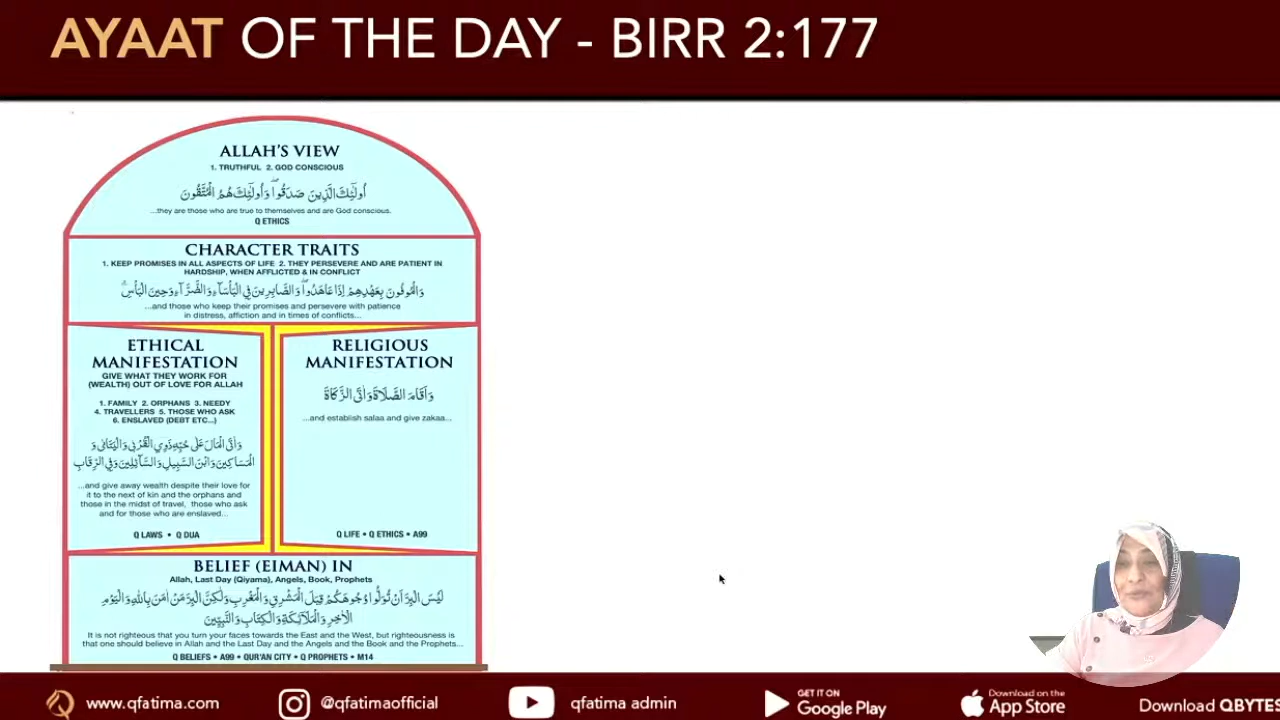 AYAAT OF THE DAY - BIRR 2:177
ALLAH'S VIEW
1. TRUTHFUL 2. GOD CONSCIOUS
أُولَٰئِكَ الَّذِينَ صَدَقُوا ۖ وَأُولَٰئِكَ هُمُ الْمُتَّقُونَ
...they are those who are true to themselves and are God conscious.
Q ETHICS
CHARACTER TRAITS
1. KEEP PROMISES IN ALL ASPECTS OF LIFE 2. THEY PERSEVERE AND ARE PATIENT IN
HARDSHIP, WHEN AFFLICTED & IN CONFLICT
وَالْمُوفُونَ بِعَهْدِهِمْ إِذَا عَاهَدُوا ۖ وَالصَّابِرِينَ فِي الْبَأْسَاءِ وَالضَّرَّاءِ وَحِينَ الْبَأْسِ ۗ
...and those who keep their promises and persevere with patience
in distress, affiction and in times of conflicts...
ETHICAL
MANIFESTATION
GIVE WHAT THEY WORK FOR
(WEALTH) OUT OF LOVE FOR ALLAH
1. FAMILY 2. ORPHANS 3. NEEDY
4. TRAVELLERS 5. THOSE WHO ASK
6. ENSLAVED (DEBT ETC...)
وَآتَى الْمَالَ عَلَىٰ حُبِّهِ ذَوِي الْقُرْبَىٰ وَالْيَتَامَىٰ وَ
الْمَسَاكِينَ وَابْنَ السَّبِيلِ وَالسَّائِلِينَ وَفِي الرِّقَابِ
...and give away wealth despite their love for
it to the next of kin and the orphans and
those in the midst of travel, those who ask
and for those who are enslaved...
Q LAWS • Q DUA
RELIGIOUS
MANIFESTATION
وَأَقَامَ الصَّلَاةَ وَآتَى الزَّكَاةَ
...and establish salaa and give zakaa...
Q LIFE • Q ETHICS • A99
BELIEF (EIMAN) IN
Allah, Last Day (Qiyama), Angels, Book, Prophets
لَيْسَ الْبِرَّ أَنْ تُوَلُّوا وُجُوهَكُمْ قِبَلَ الْمَشْرِقِ وَالْمَغْرِبِ وَلَٰكِنَّ الْبِرَّ مَنْ آمَنَ بِاللَّهِ وَالْيَوْمِ
الْآخِرِ وَالْمَلَائِكَةِ وَالْكِتَابِ وَالنَّبِيِّينَ
It is not righteous that you turn your faces towards the East and the West, but righteousness is
that one should believe in Allah and the Last Day and the Angels and the Book and the Prophets...
Q BELIEFS • A99 • QUR'AN CITY • Q PROPHETS • M14
www.qfatima.com
@qfatimaofficial
qfatima admin
GET IT ON
Google Play
Download on the
App Store
Download QBYTES